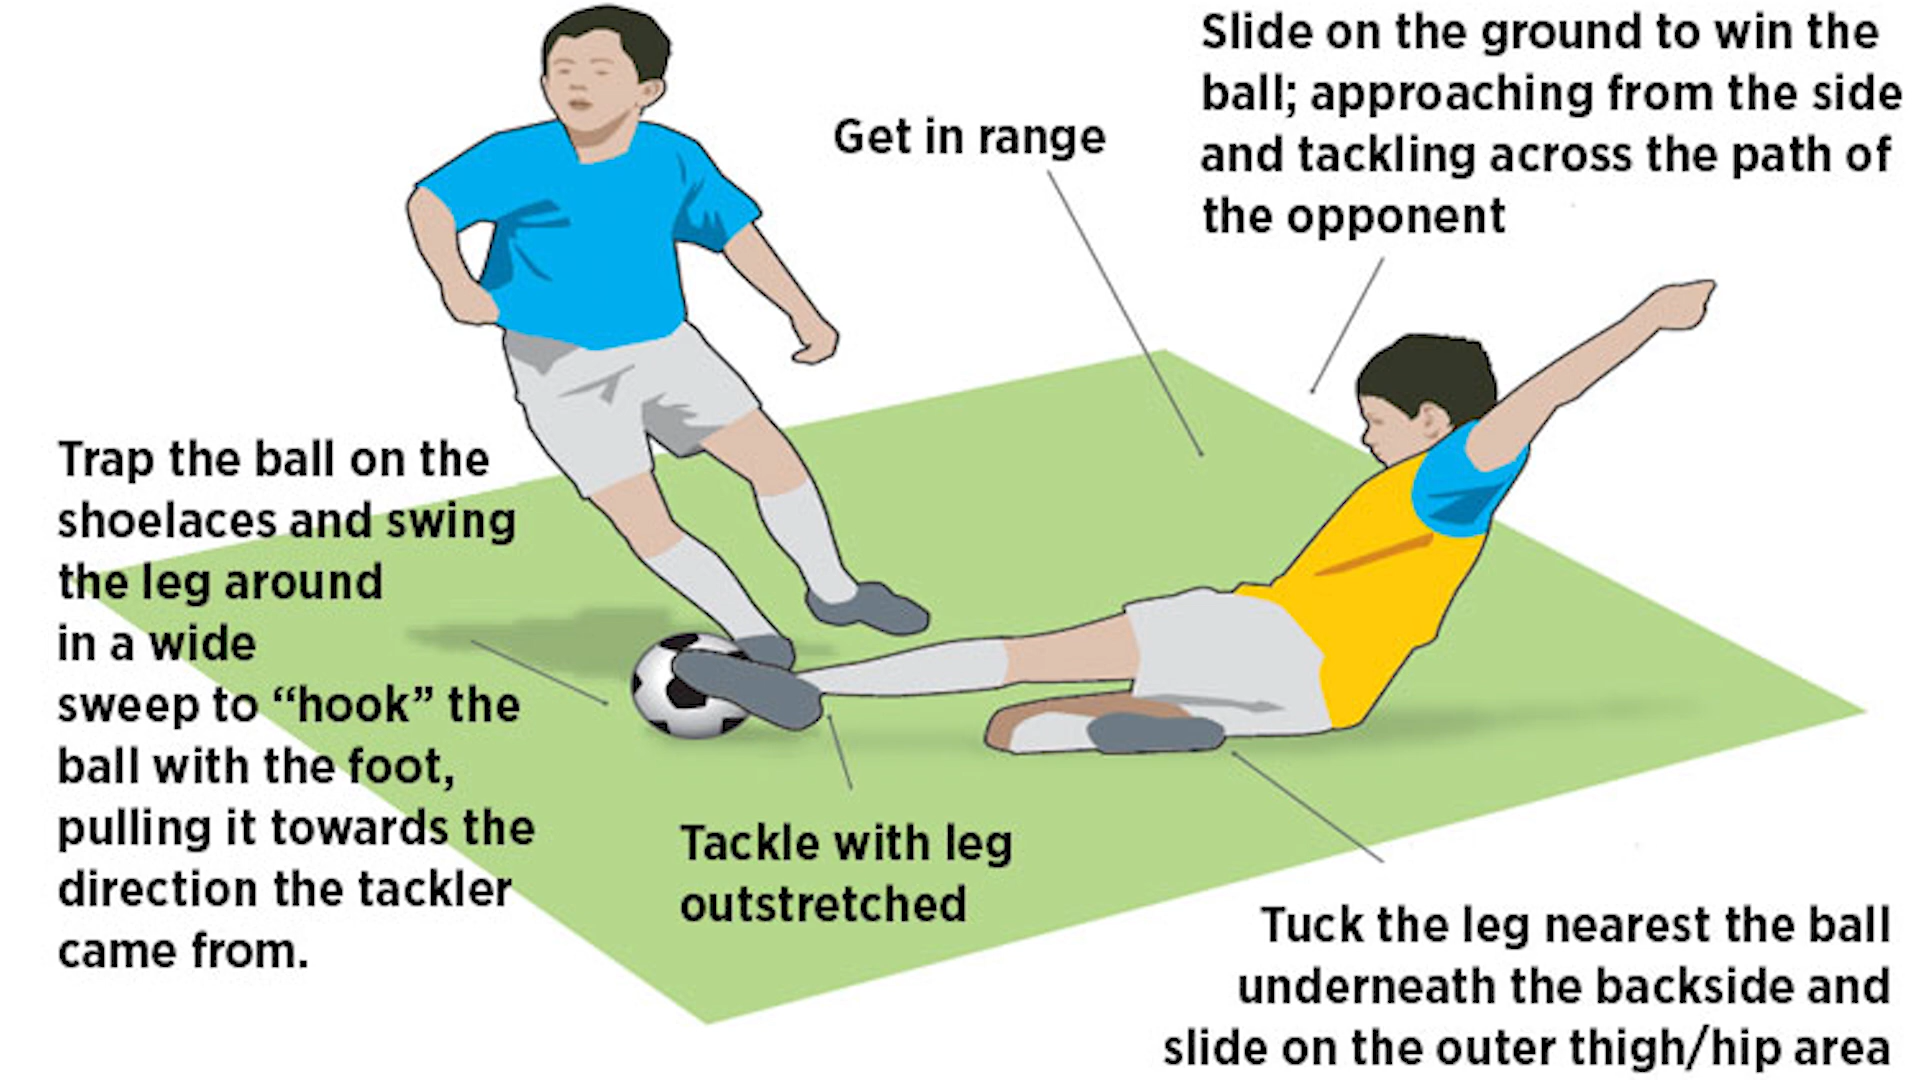 Slide on the ground to win the
ball; approaching from the side
and tackling across the path of
the opponent
Get in range
Trap the ball on the
shoelaces and swing
the leg around
in a wide
sweep to “hook” the
ball with the foot,
pulling it towards the
direction the tackler
came from.
Tackle with leg
outstretched
Tuck the leg nearest the ball
underneath the backside and
slide on the outer thigh/hip area